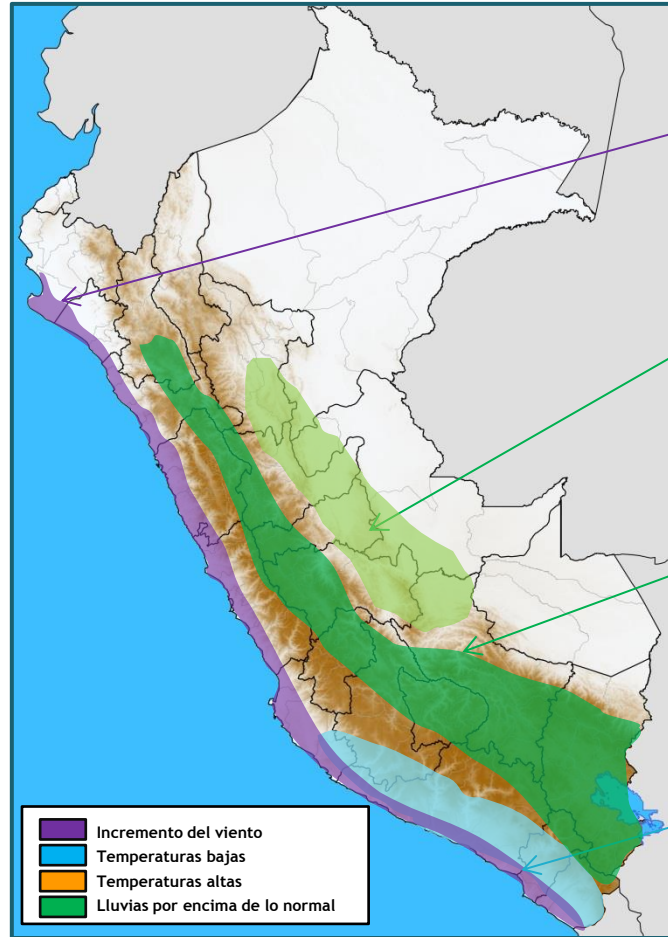 Incremento del viento
Temperaturas bajas
Temperaturas altas
Lluvias por encima de lo normal